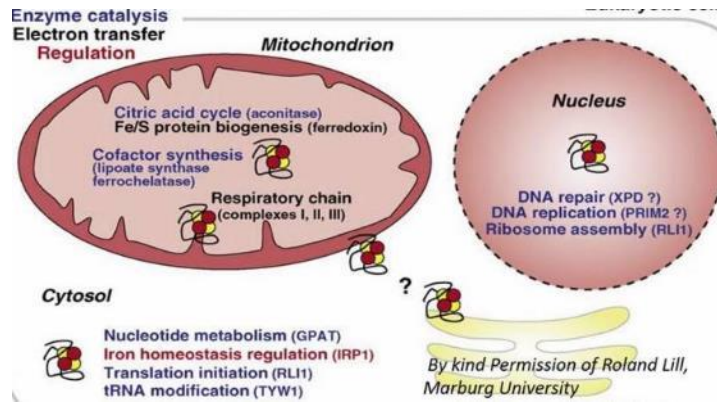 Enzyme catalysis
Electron transfer
Regulation
Mitochondrion
Citric acid cycle (aconitase)
Fe/S protein biogenesis (ferredoxin)
Cofactor synthesis
(lipoate synthase
ferrochelatase)
Respiratory chain
(complexes I, II, III)
Nucleus
DNA repair (XPD ?)
DNA replication (PRIM2 ?)
Ribosome assembly (RLI1)
?
Cytosol
Nucleotide metabolism (GPAT)
Iron homeostasis regulation (IRP1)
Translation initiation (RLI1)
tRNA modification (TYW1)
By kind Permission of Roland Lill,
Marburg University